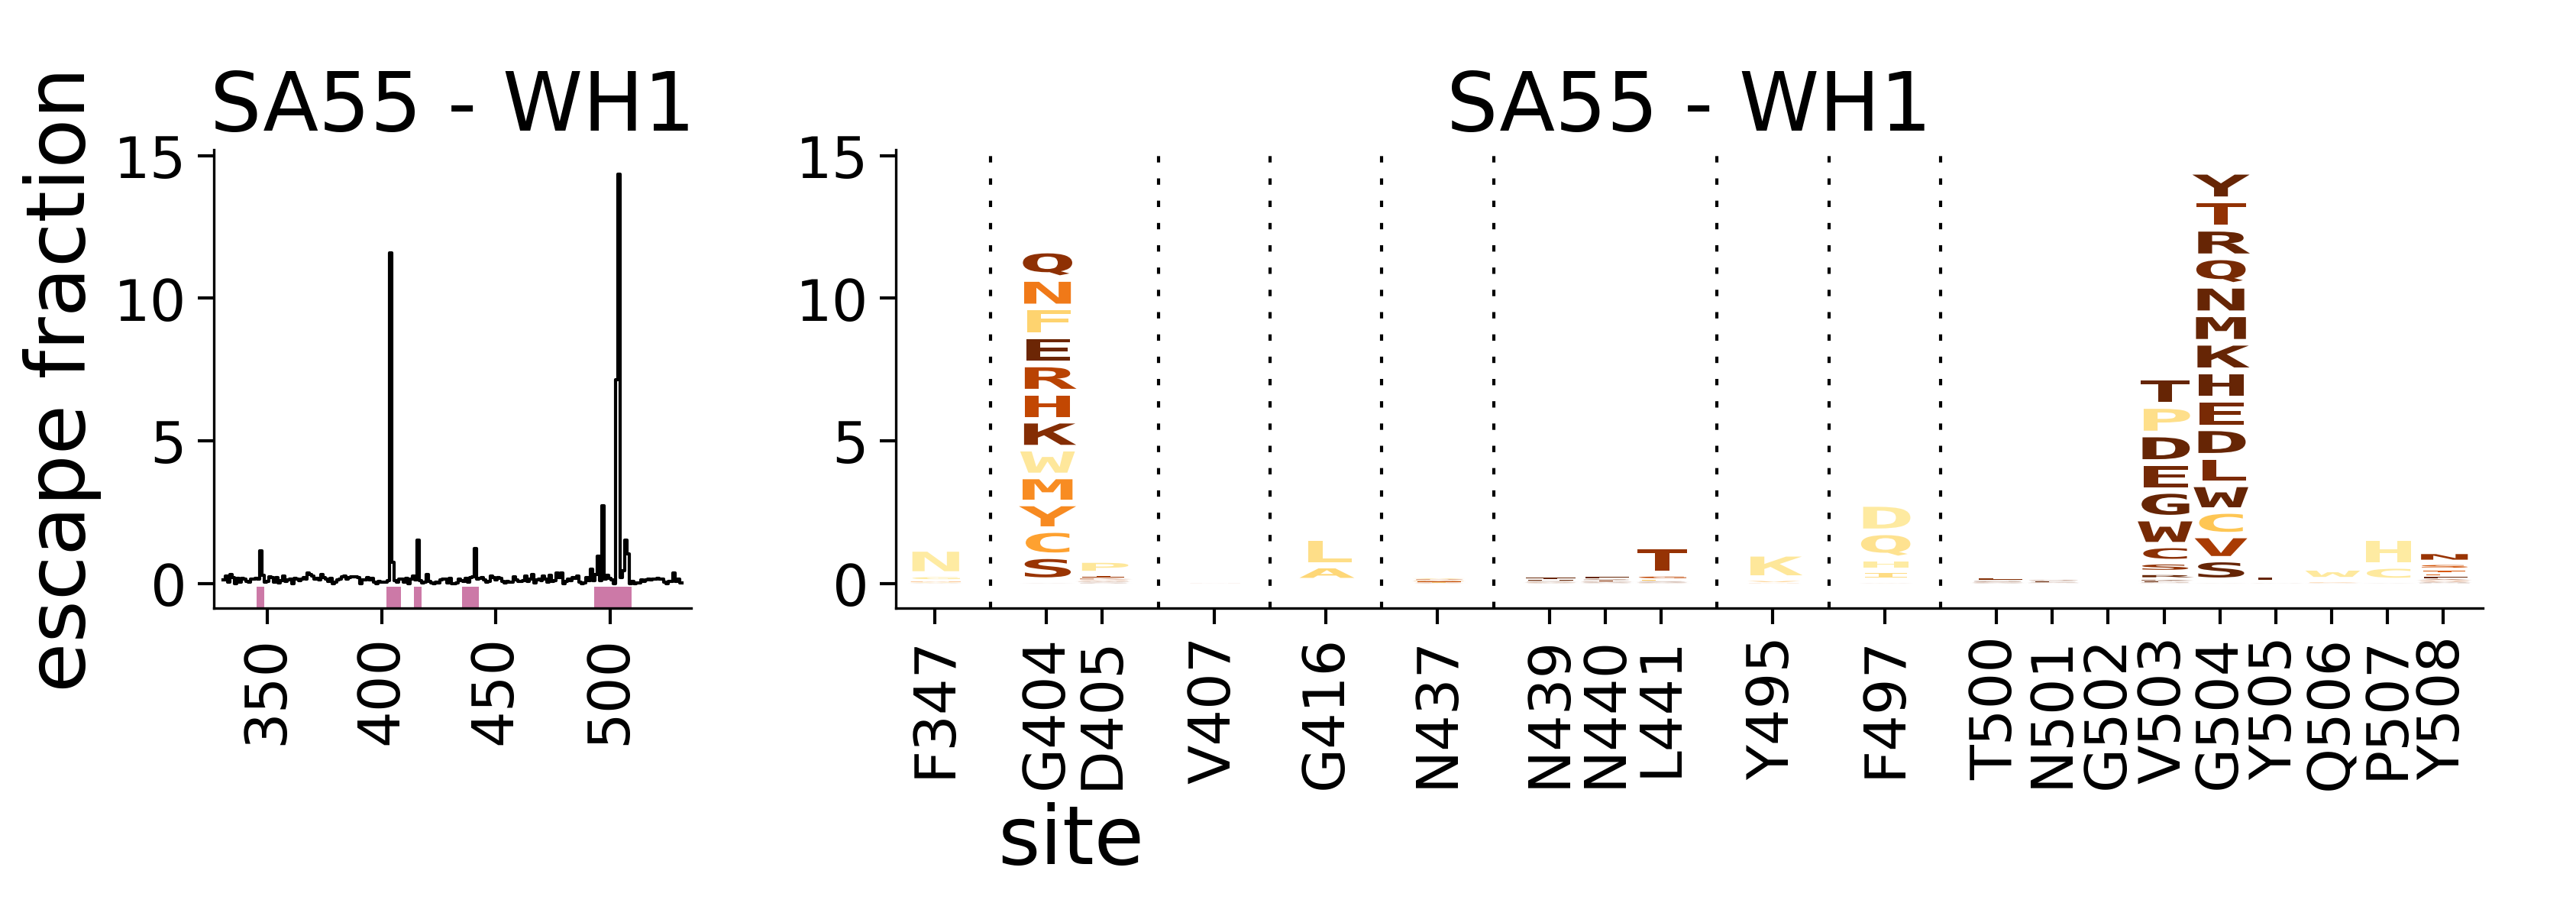 SA55 - WH1
SA55 - WH1
escape fraction
15
10
5
0
350
400
450
500
15
10
5
0
Q
N
F
E
R
H
K
W
M
Y
C
S
N
P
L
A
T
K
D
Q
H
T
P
D
E
G
W
C
S
Y
T
R
Q
N
M
K
H
E
D
L
W
C
V
S
W
H
C
N
F347
G404
D405
V407
G416
N437
N439
N440
L441
Y495
F497
T500
N501
G502
V503
G504
Y505
Q506
P507
Y508
site